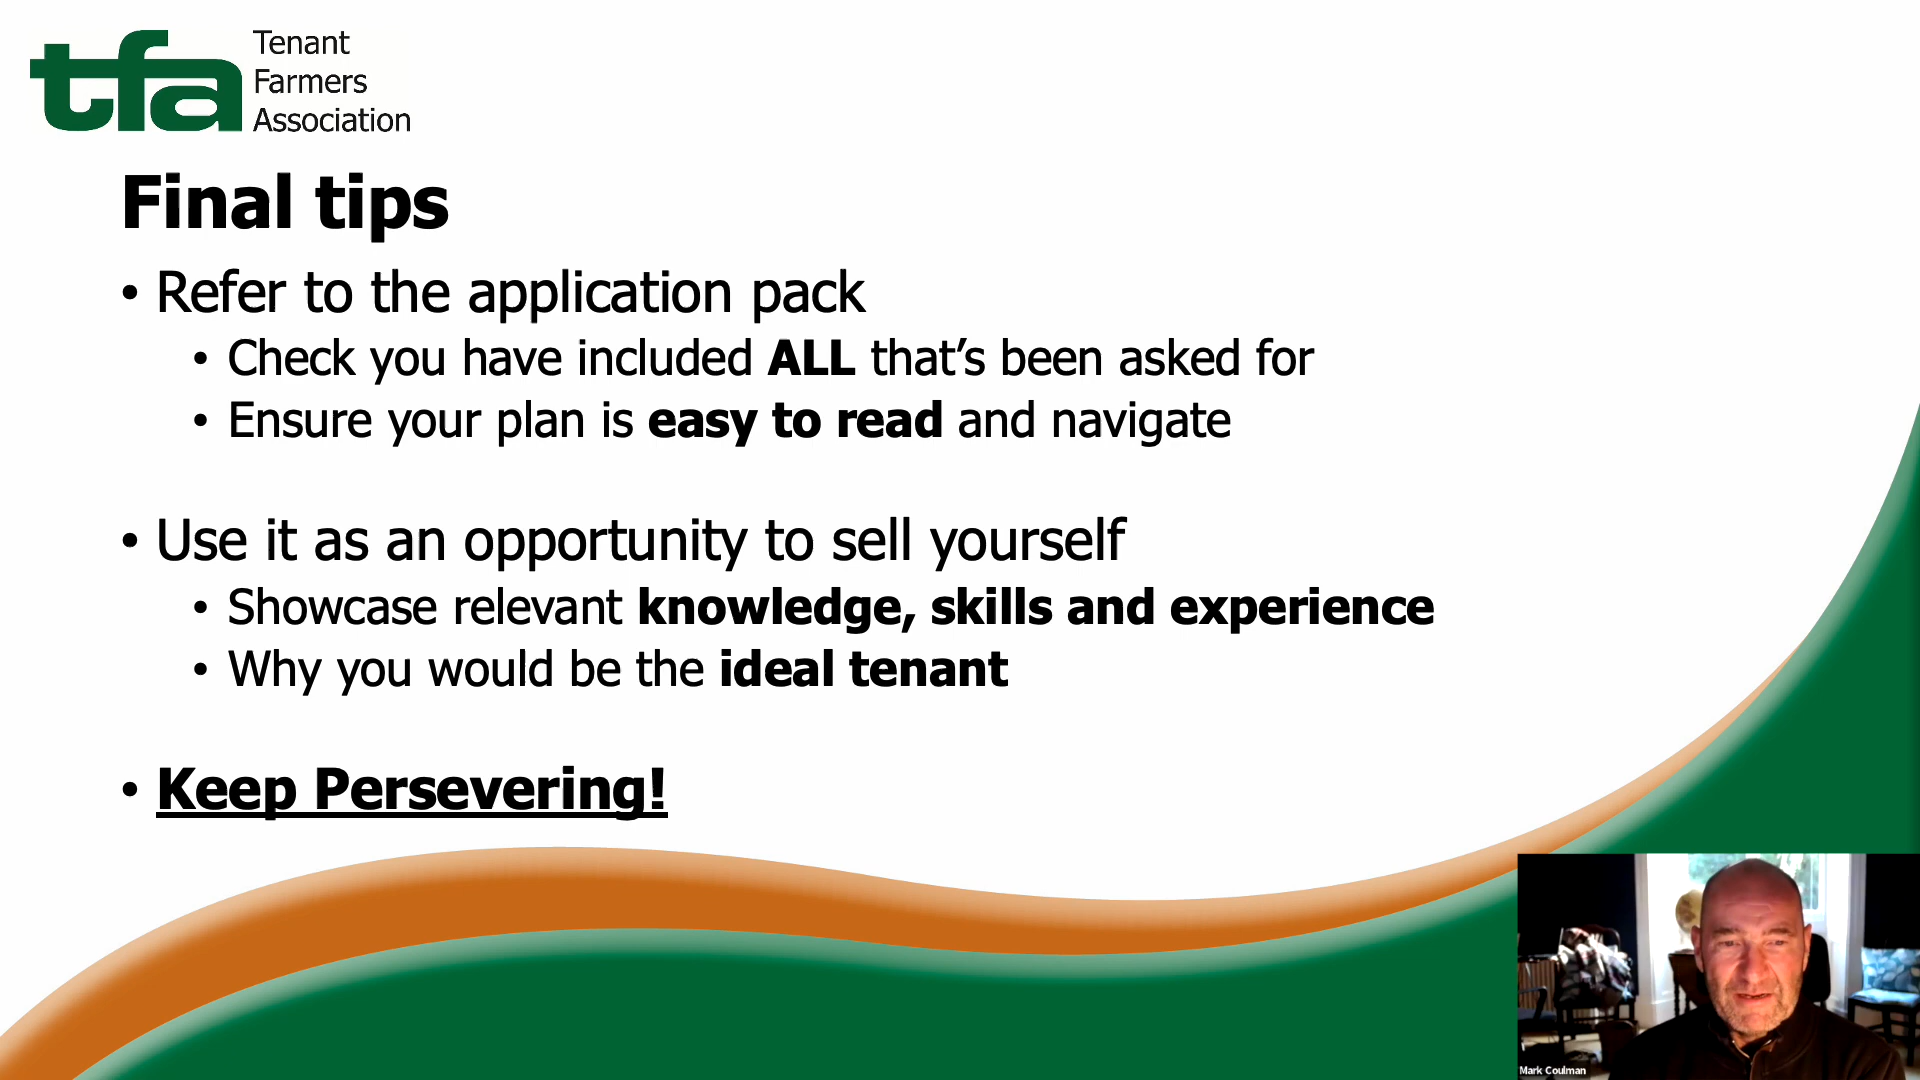 tfa
Tenant
Farmers
Association
Final tips
• Refer to the application pack
• Check you have included ALL that’s been asked for
• Ensure your plan is easy to read and navigate
• Use it as an opportunity to sell yourself
• Showcase relevant knowledge, skills and experience
• Why you would be the ideal tenant
• Keep Persevering!
Mark Coulman